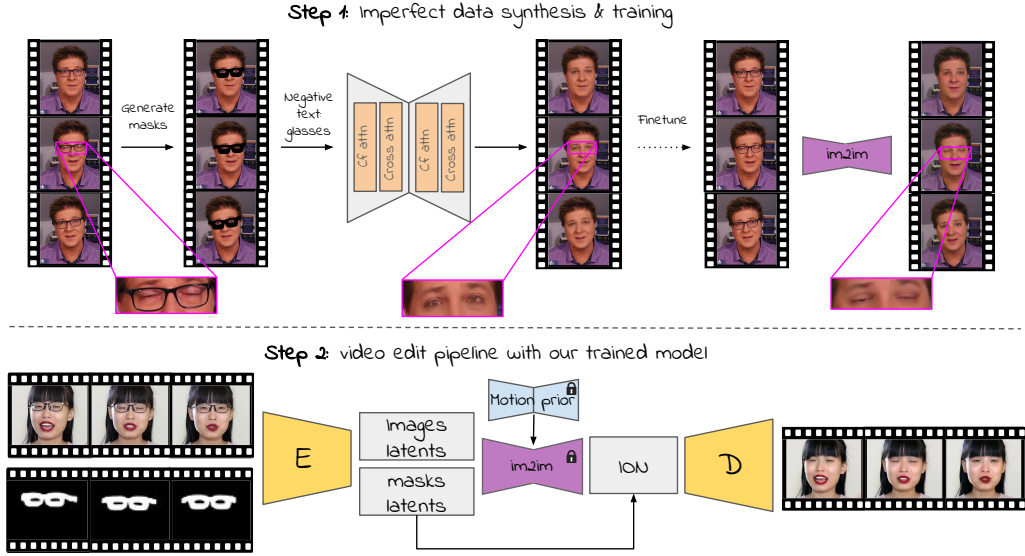 Step 1: Imperfect data synthesis & training
Generate
masks
Negative
text:
glasses
Cf attn
Cross attn
Cf attn
Cross attn
Finetune
im2im
Step 2: video edit pipeline with our trained model
E
Images
latents
masks
latents
Motion prior
im2im
ION
D